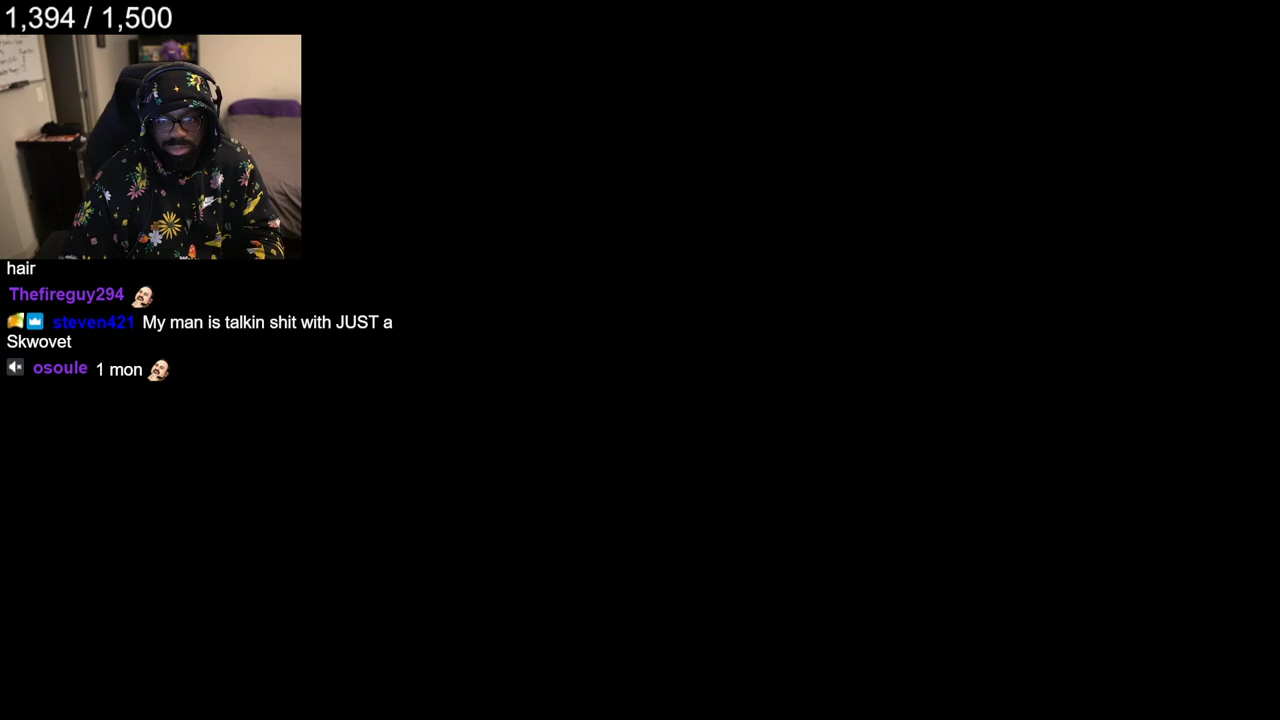 1,394 / 1,500
hair
Thefireguy294
steven421 My man is talkin shit with JUST a
Skwovet
osoule 1 mon